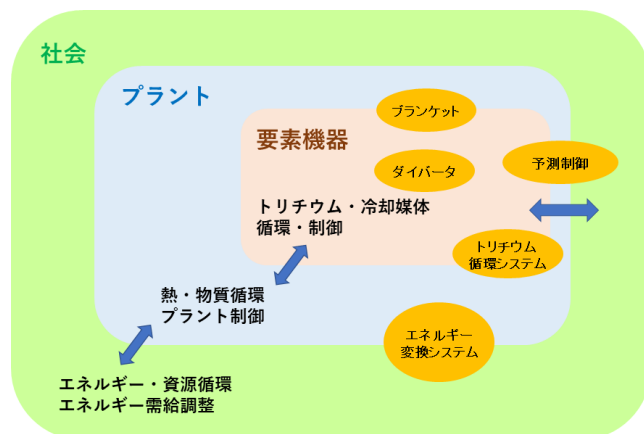 社会
プラント
ブランケット
要素機器
ダイバータ
予測制御
トリチウム・冷却媒体
循環・制御
トリチウム
循環システム
熱・物質循環
プラント制御
エネルギー
変換システム
エネルギー・資源循環
エネルギー需給調整